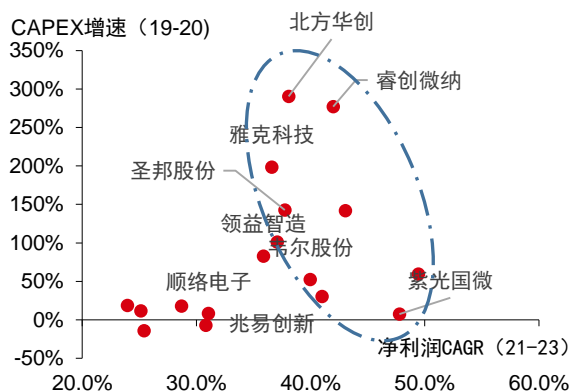 CAPEX增速（19-20）
北方华创
350%
300%
睿创微纳
250%
雅克科技
200%
圣邦股份
150%
领益智造
100%
韦尔股份
50%
顺络电子
紫光国微
0%
兆易创新
-50%
净利润CAGR（21-23）
20.0% 30.0% 40.0% 50.0% 60.0%